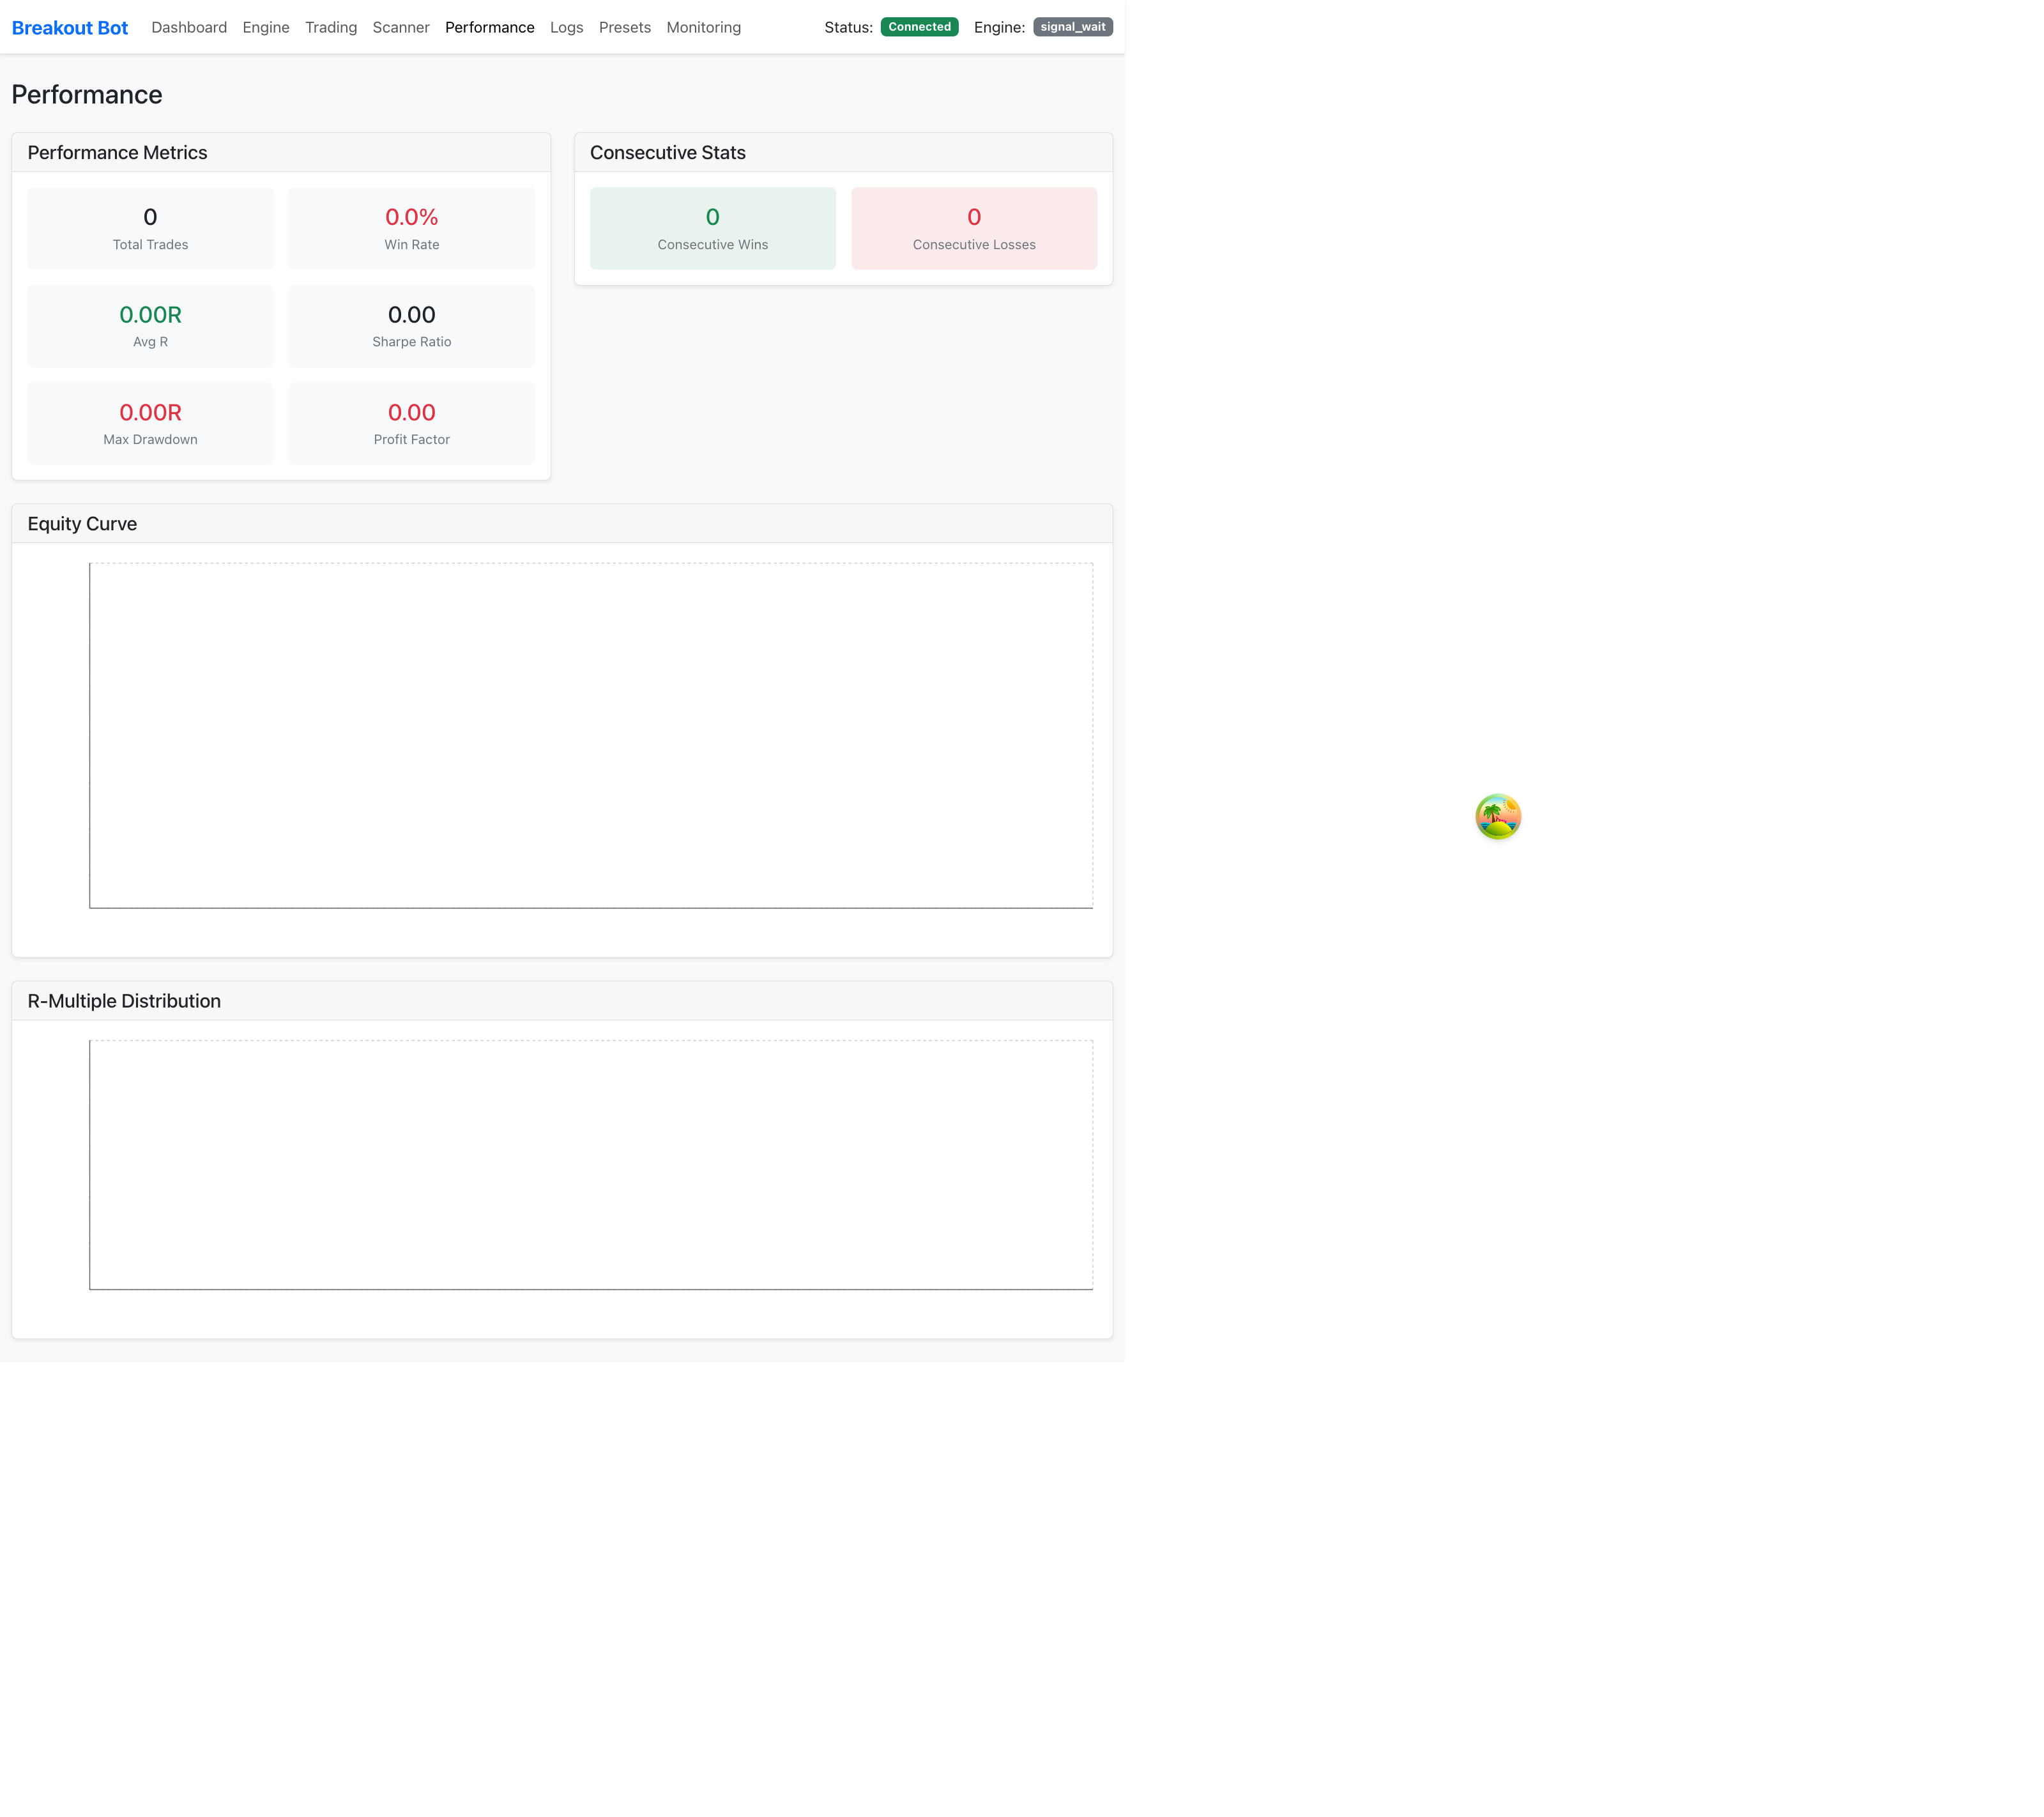 Breakout Bot Dashboard Engine Trading Scanner Performance Logs Presets Monitoring Status: Connected Engine: signal_wait
Performance
Performance Metrics
0
Total Trades
0.0%
Win Rate
0.00R
Avg R
0.00
Sharpe Ratio
0.00R
Max Drawdown
0.00
Profit Factor
Consecutive Stats
0
Consecutive Wins
0
Consecutive Losses
Equity Curve
R-Multiple Distribution